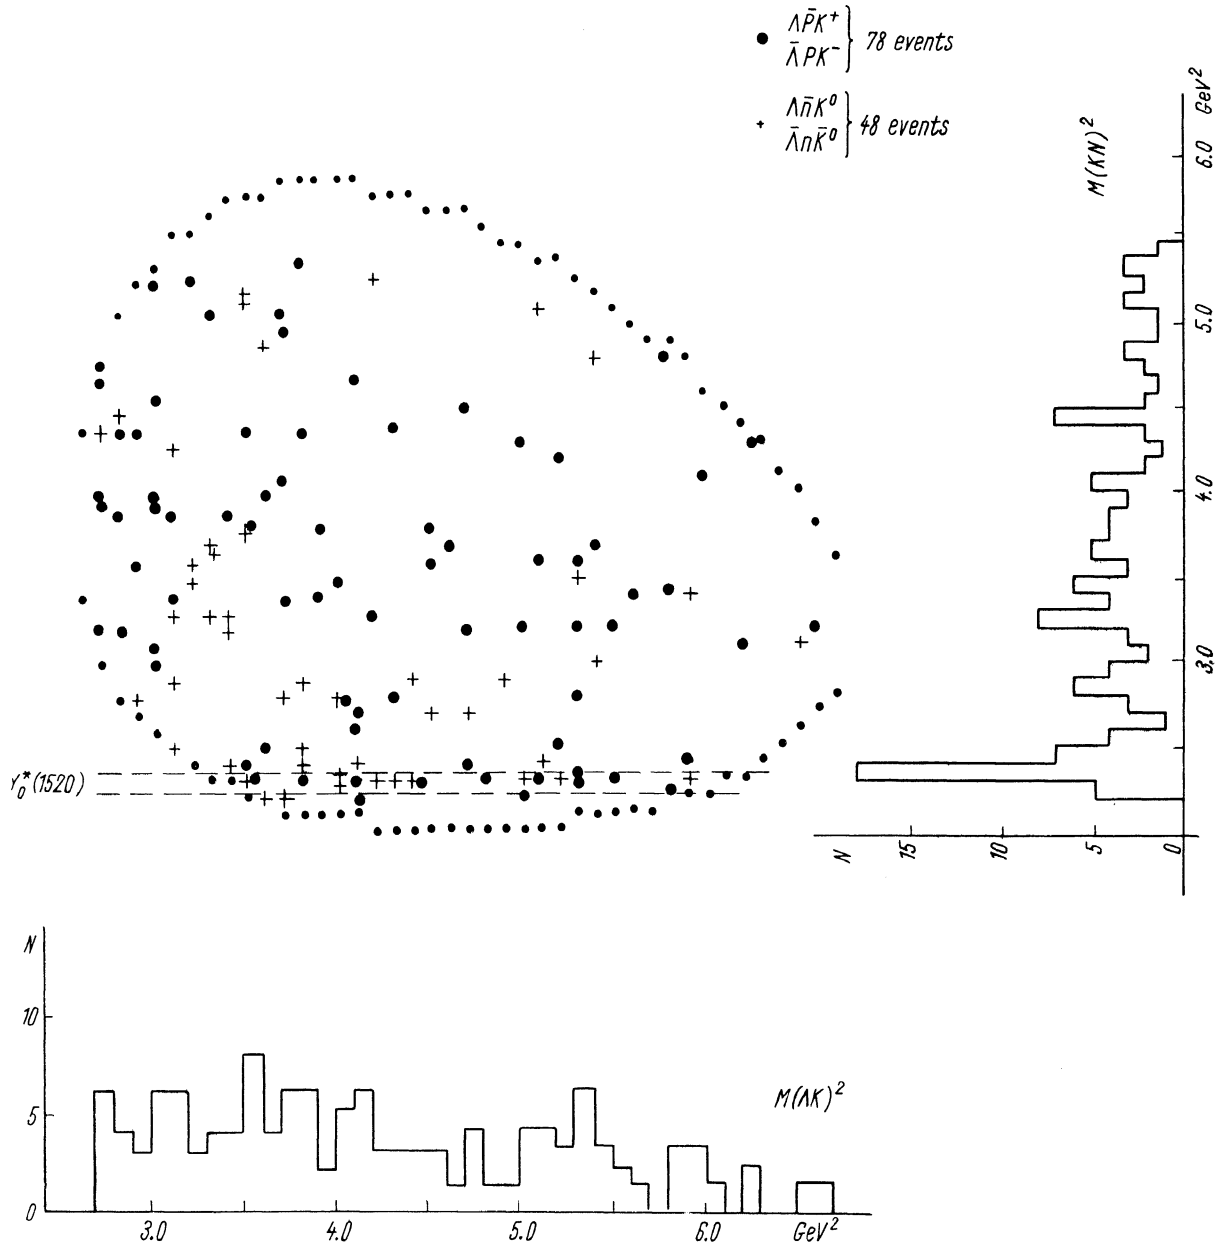 ΛP̄K⁺
Λ̄PK⁻
78 events
Λn̄K⁰
Λ̄nK̄⁰
48 events
GeV²
M(KN)²
6.0
5.0
4.0
3.0
Y₀*(1520)
N
15
10
5
0
N
10
5
0
M(ΛK)²
3.0
4.0
5.0
6.0
GeV²